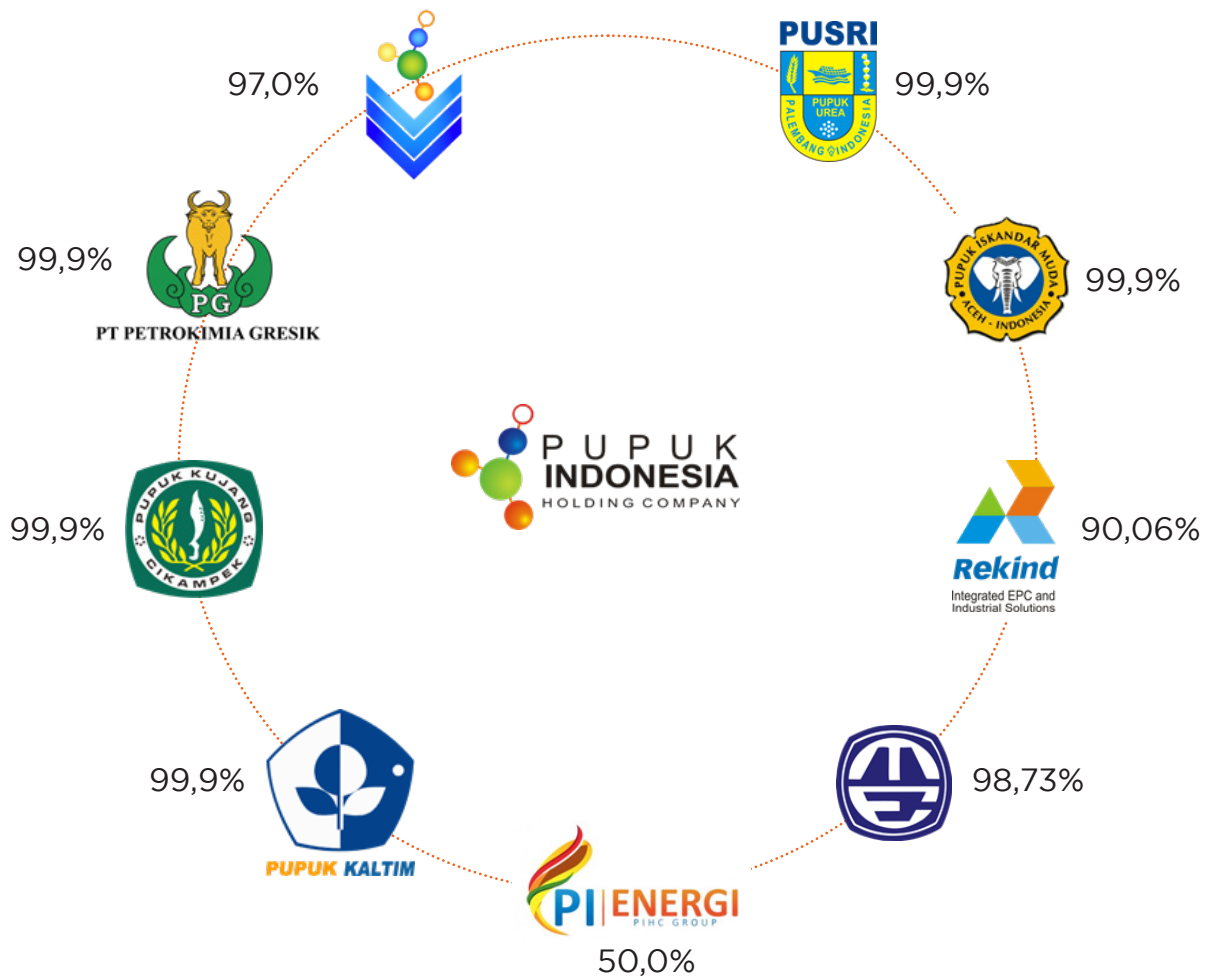 97,0%
PUSRI
PUPUK
UREA
PALEMBANG INDONESIA
99,9%
99,9%
PG
PT PETROKIMIA GRESIK
PUPUK ISKANDAR MUDA
ACEH - INDONESIA
99,9%
PUPUK
INDONESIA
HOLDING COMPANY
99,9%
PUPUK KUJANG
CIKAMPEK
Rekind
Integrated EPC and
Industrial Solutions
90,06%
99,9%
PUPUK KALTIM
98,73%
PI ENERGI
PIHC GROUP
50,0%